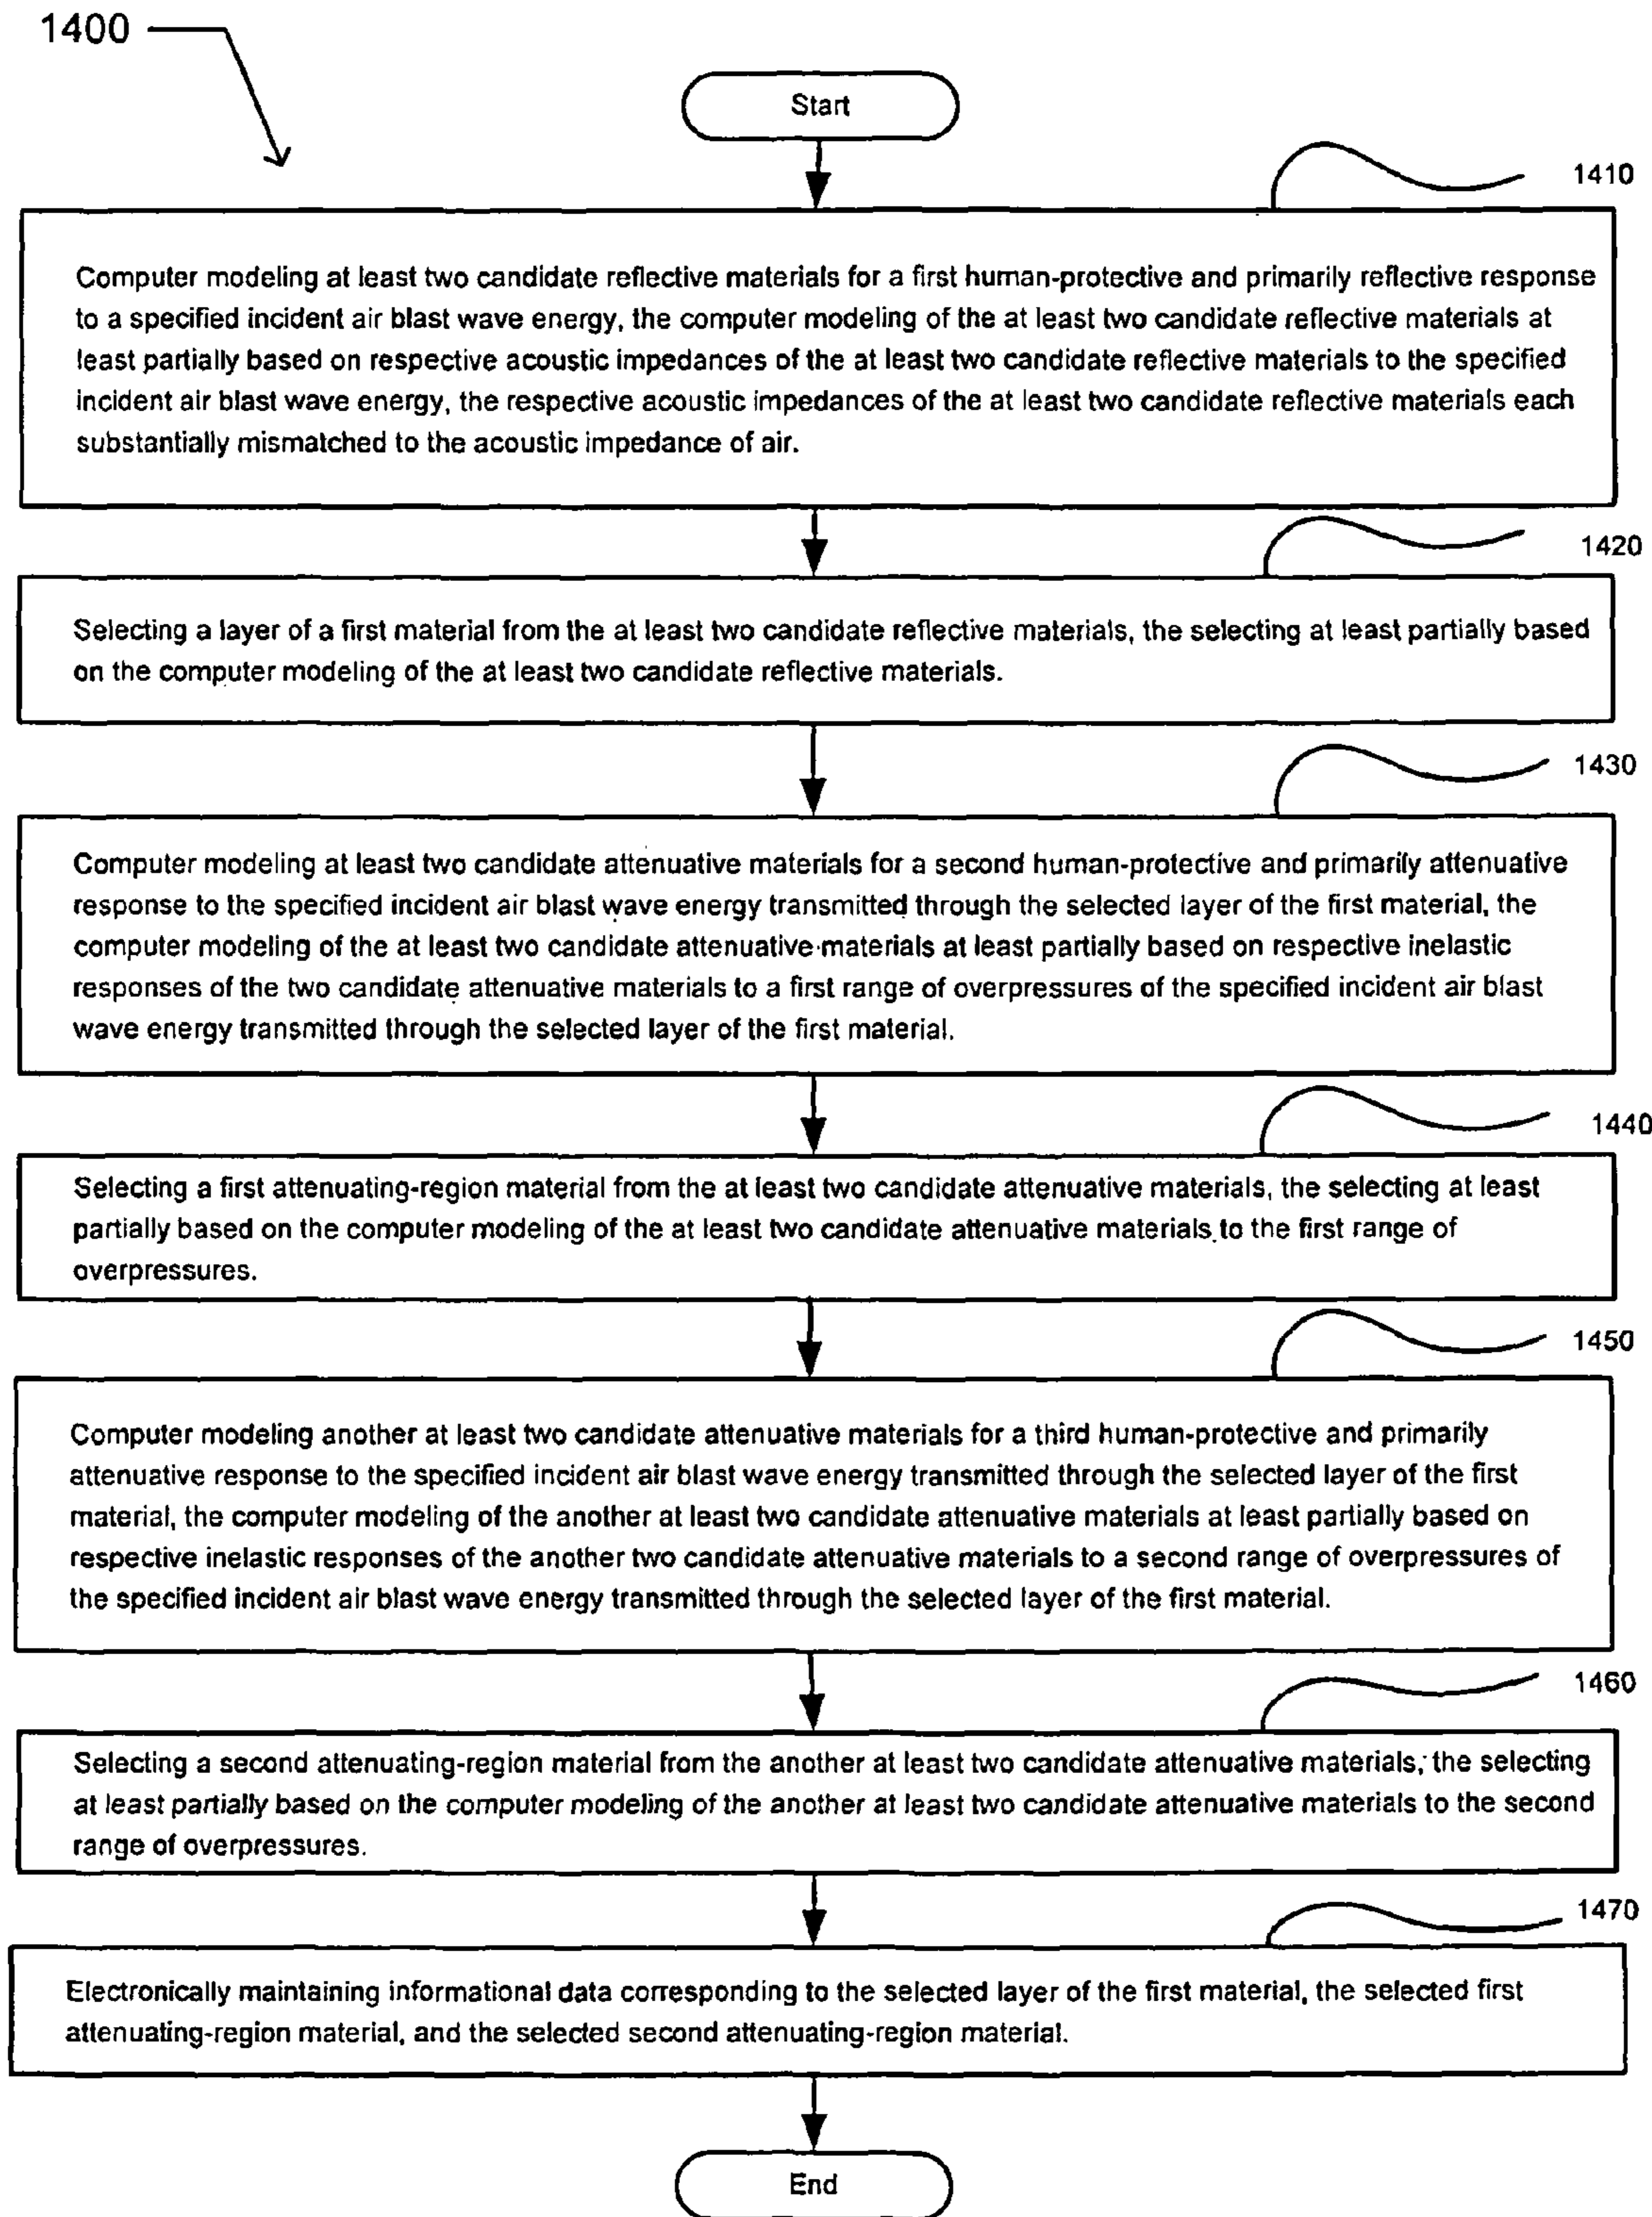 1400
Start
1410
Computer modeling at least two candidate reflective materials for a first human-protective and primarily reflective response
to a specified incident air blast wave energy, the computer modeling of the at least two candidate reflective materials at
least partially based on respective acoustic impedances of the at least two candidate reflective materials to the specified
incident air blast wave energy, the respective acoustic impedances of the at least two candidate reflective materials each
substantially mismatched to the acoustic impedance of air.
1420
Selecting a layer of a first material from the at least two candidate reflective materials, the selecting at least partially based
on the computer modeling of the at least two candidate reflective materials.
1430
Computer modeling at least two candidate attenuative materials for a second human-protective and primarily attenuative
response to the specified incident air blast wave energy transmitted through the selected layer of the first material, the
computer modeling of the at least two candidate attenuative materials at least partially based on respective inelastic
responses of the two candidate attenuative materials to a first range of overpressures of the specified incident air blast
wave energy transmitted through the selected layer of the first material.
1440
Selecting a first attenuating-region material from the at least two candidate attenuative materials, the selecting at least
partially based on the computer modeling of the at least two candidate attenuative materials to the first range of
overpressures.
1450
Computer modeling another at least two candidate attenuative materials for a third human-protective and primarily
attenuative response to the specified incident air blast wave energy transmitted through the selected layer of the first
material, the computer modeling of the another at least two candidate attenuative materials at least partially based on
respective inelastic responses of the another two candidate attenuative materials to a second range of overpressures of
the specified incident air blast wave energy transmitted through the selected layer of the first material.
1460
Selecting a second attenuating-region material from the another at least two candidate attenuative materials, the selecting
at least partially based on the computer modeling of the another at least two candidate attenuative materials to the second
range of overpressures.
1470
Electronically maintaining informational data corresponding to the selected layer of the first material, the selected first
attenuating-region material, and the selected second attenuating-region material.
End